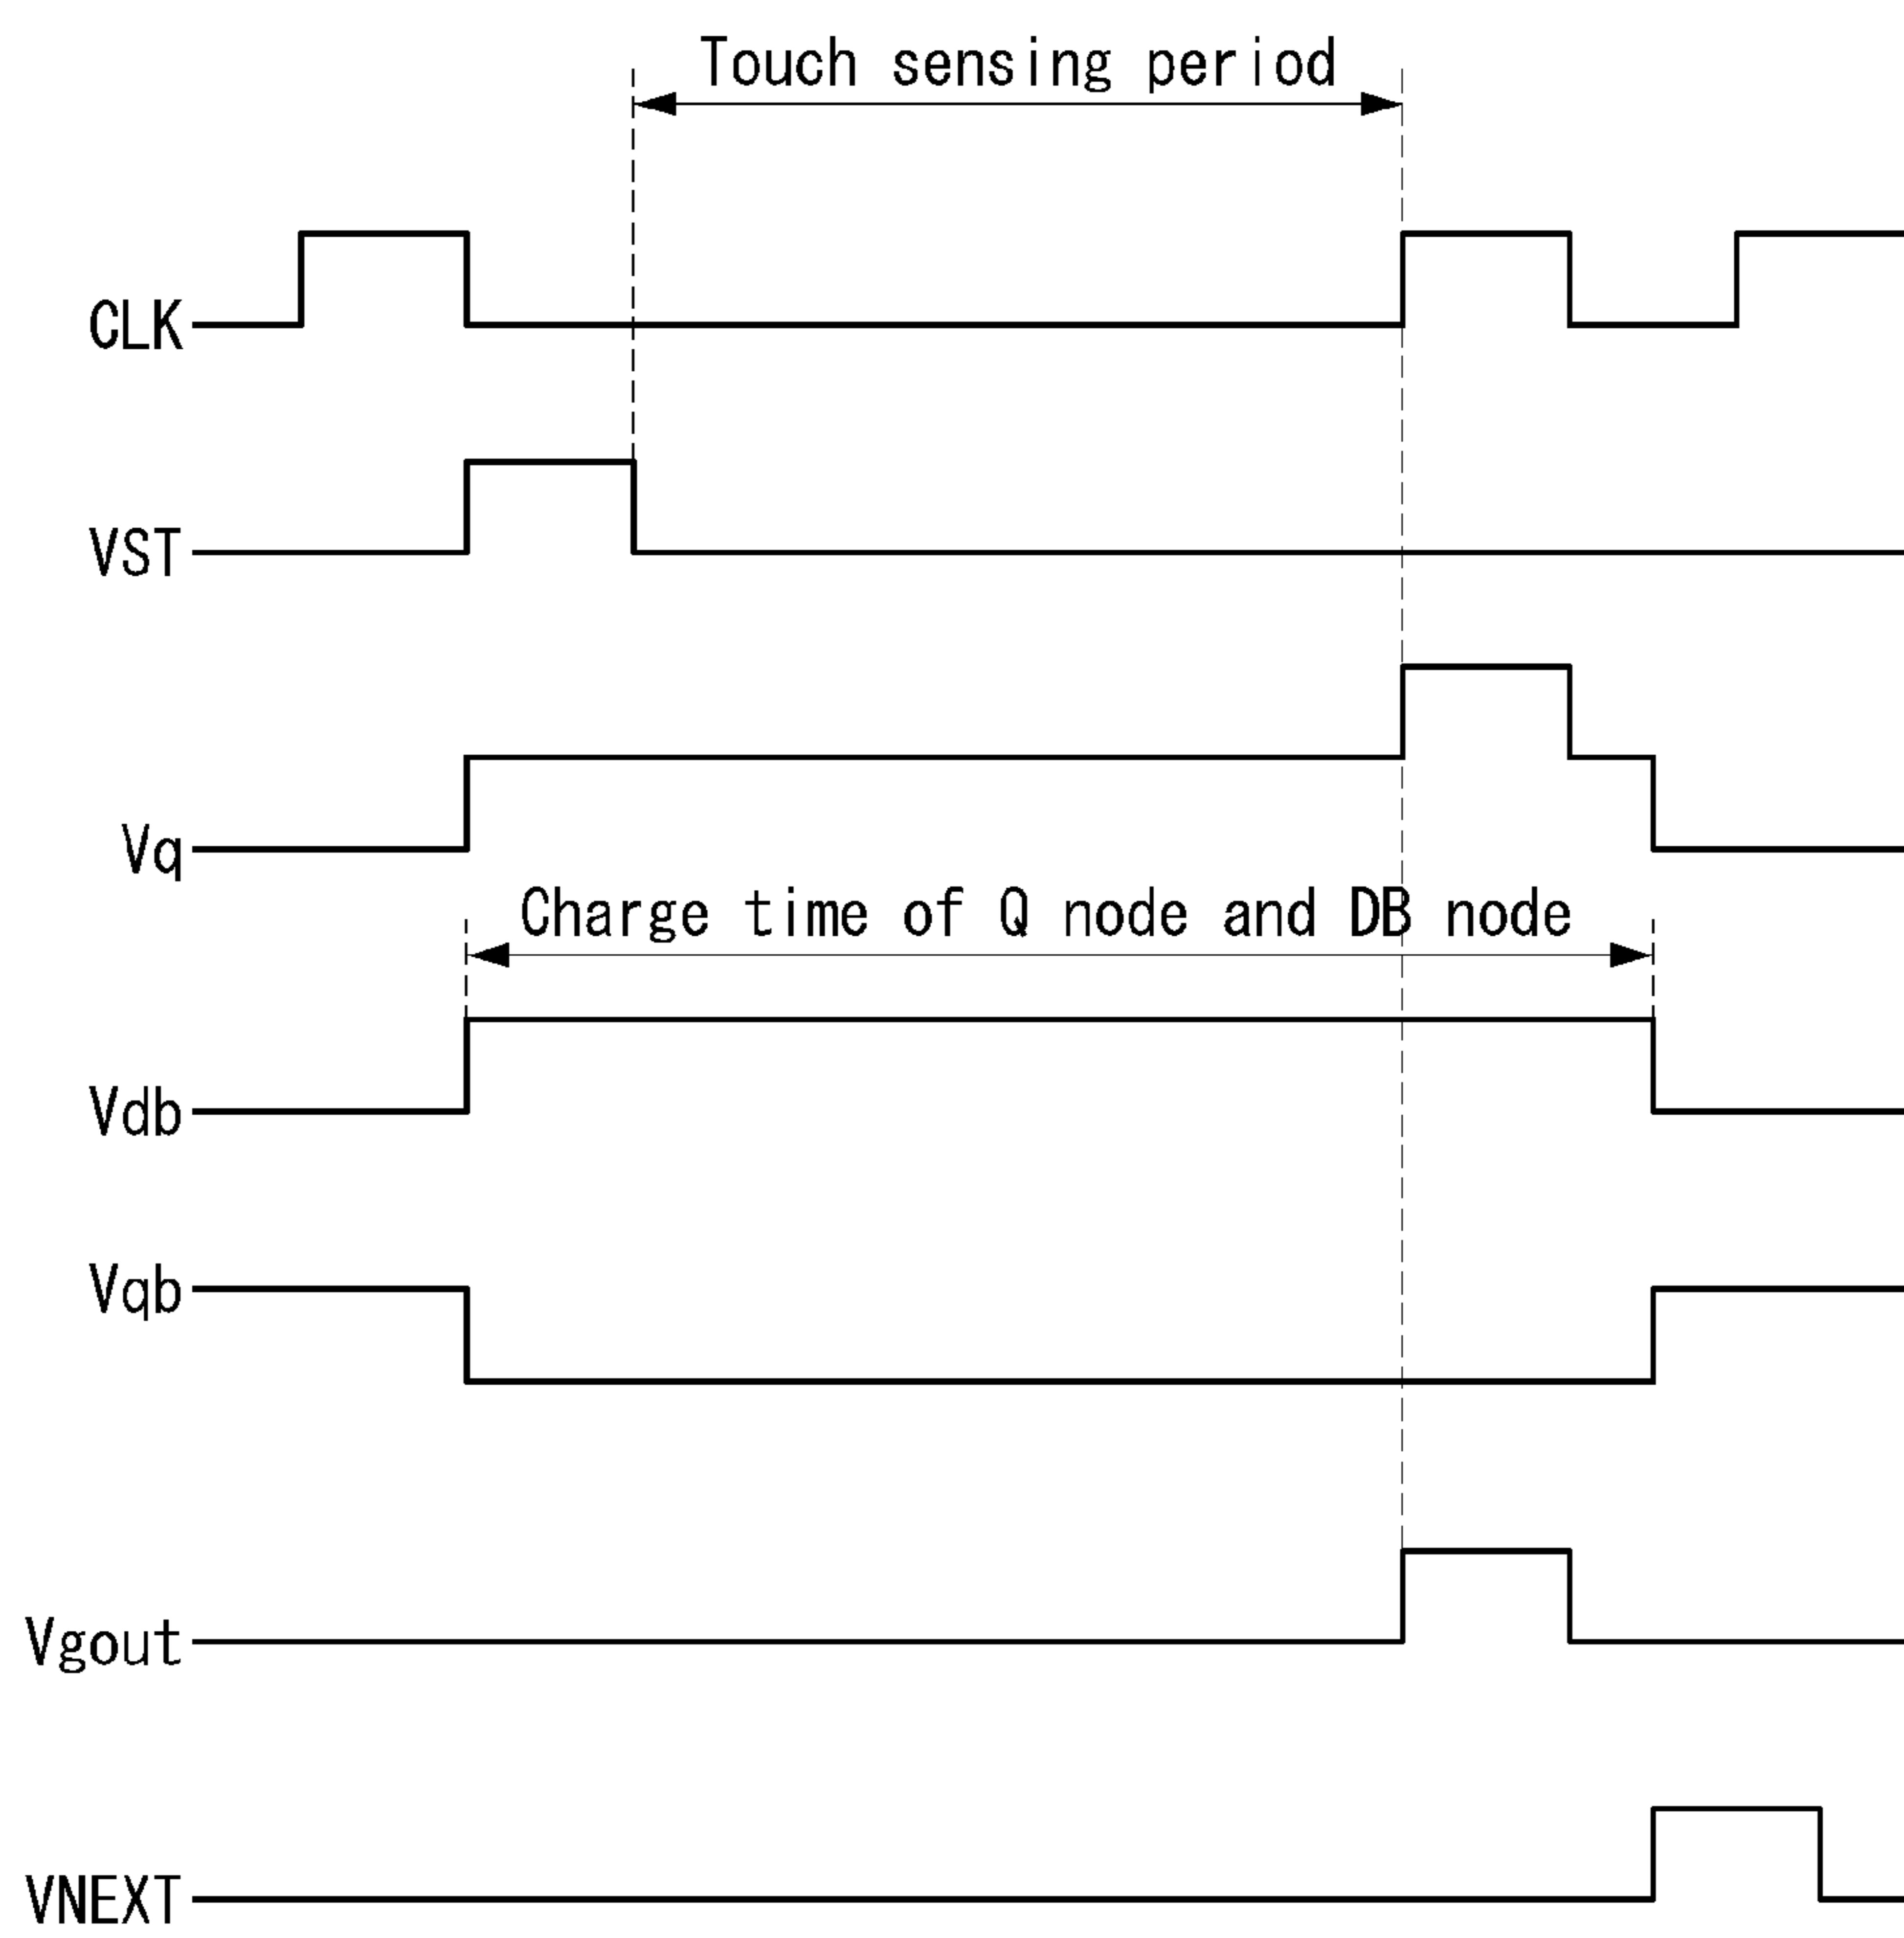 Touch sensing period
CLK
VST
Vq
Charge time of Q node and DB node
Vdb
Vqb
Vgout
VNEXT